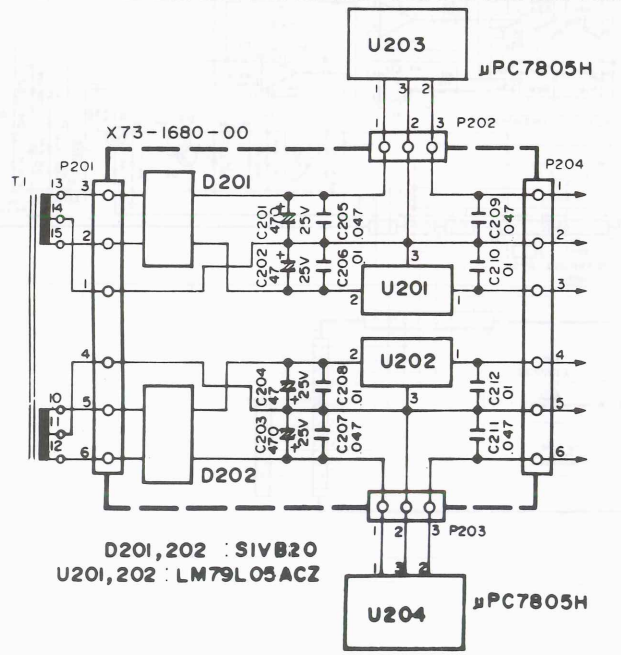 U203
μPC7805H
1 3 2
1 2 3 P202
X73-1680-00
T1
P201
D201
P204
13 3
14
15 2
1
C201 470 25V
C205 .047
C209 .047
C202 47 25V
C206 .01
C210 .01
+
+
1
2
3
3
2 U201 1
4
5
6
2 U202 1
3
4
5
6
10
11
12
C204 47 25V
C208 .01
C212 .01
C203 470 25V
C207 .047
C211 .047
+
+
D202
1 2 3 P203
D201,202 : SIVB20
U201,202 : LM79L05ACZ
1 3 2
U204
μPC7805H